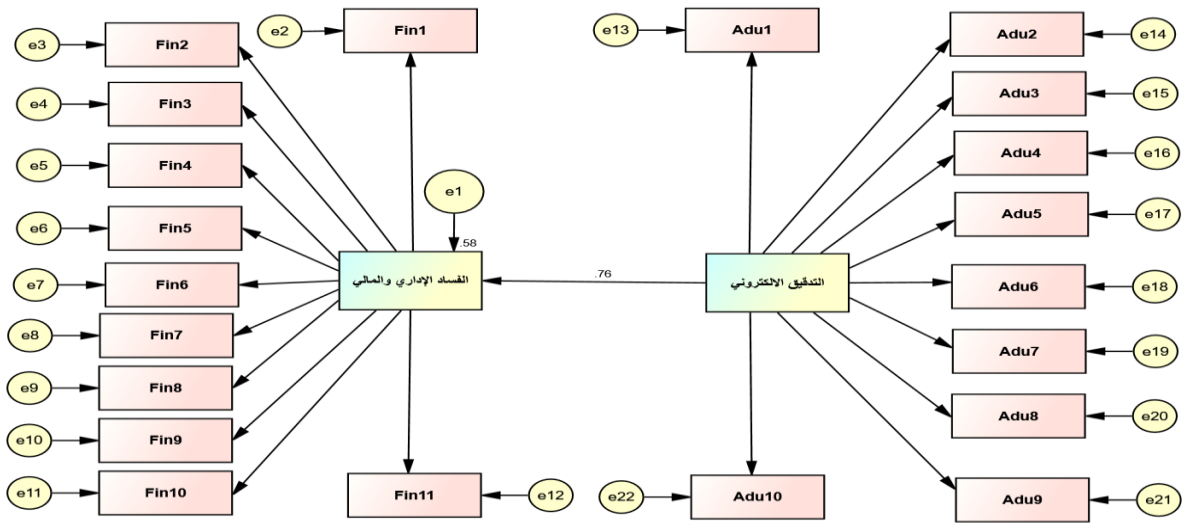 e2
Fin1
e13
Adu1
e3
Fin2
Adu2
e14
e4
Fin3
Adu3
e15
e5
Fin4
Adu4
e16
e1
e6
Fin5
Adu5
e17
.58
الفساد الإداري والمالي
.76
التدقيق الالكتروني
e7
Fin6
Adu6
e18
e8
Fin7
Adu7
e19
e9
Fin8
Adu8
e20
e10
Fin9
e11
Fin10
Fin11
e12
e22
Adu10
Adu9
e21